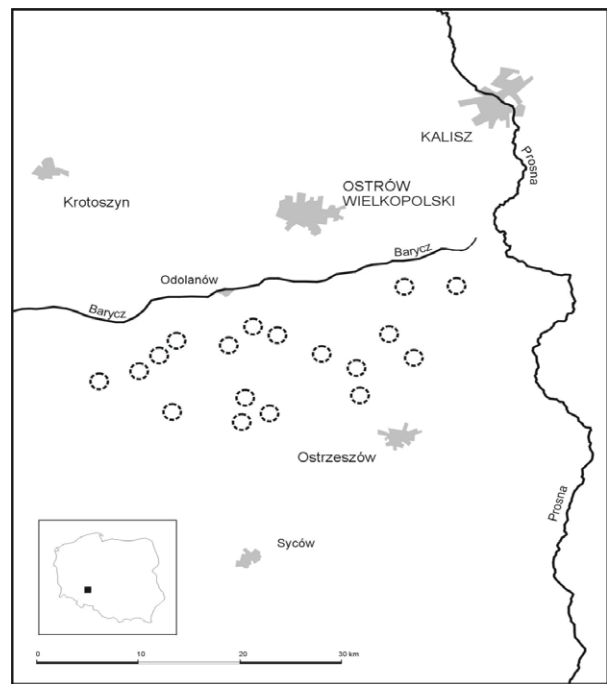 KALISZ
Prosna
Krotoszyn
OSTRÓW
WIELKOPOLSKI
Barycz
Odolanów
Barycz
Ostrzeszów
Prosna
Syców
0 10 20 30 km